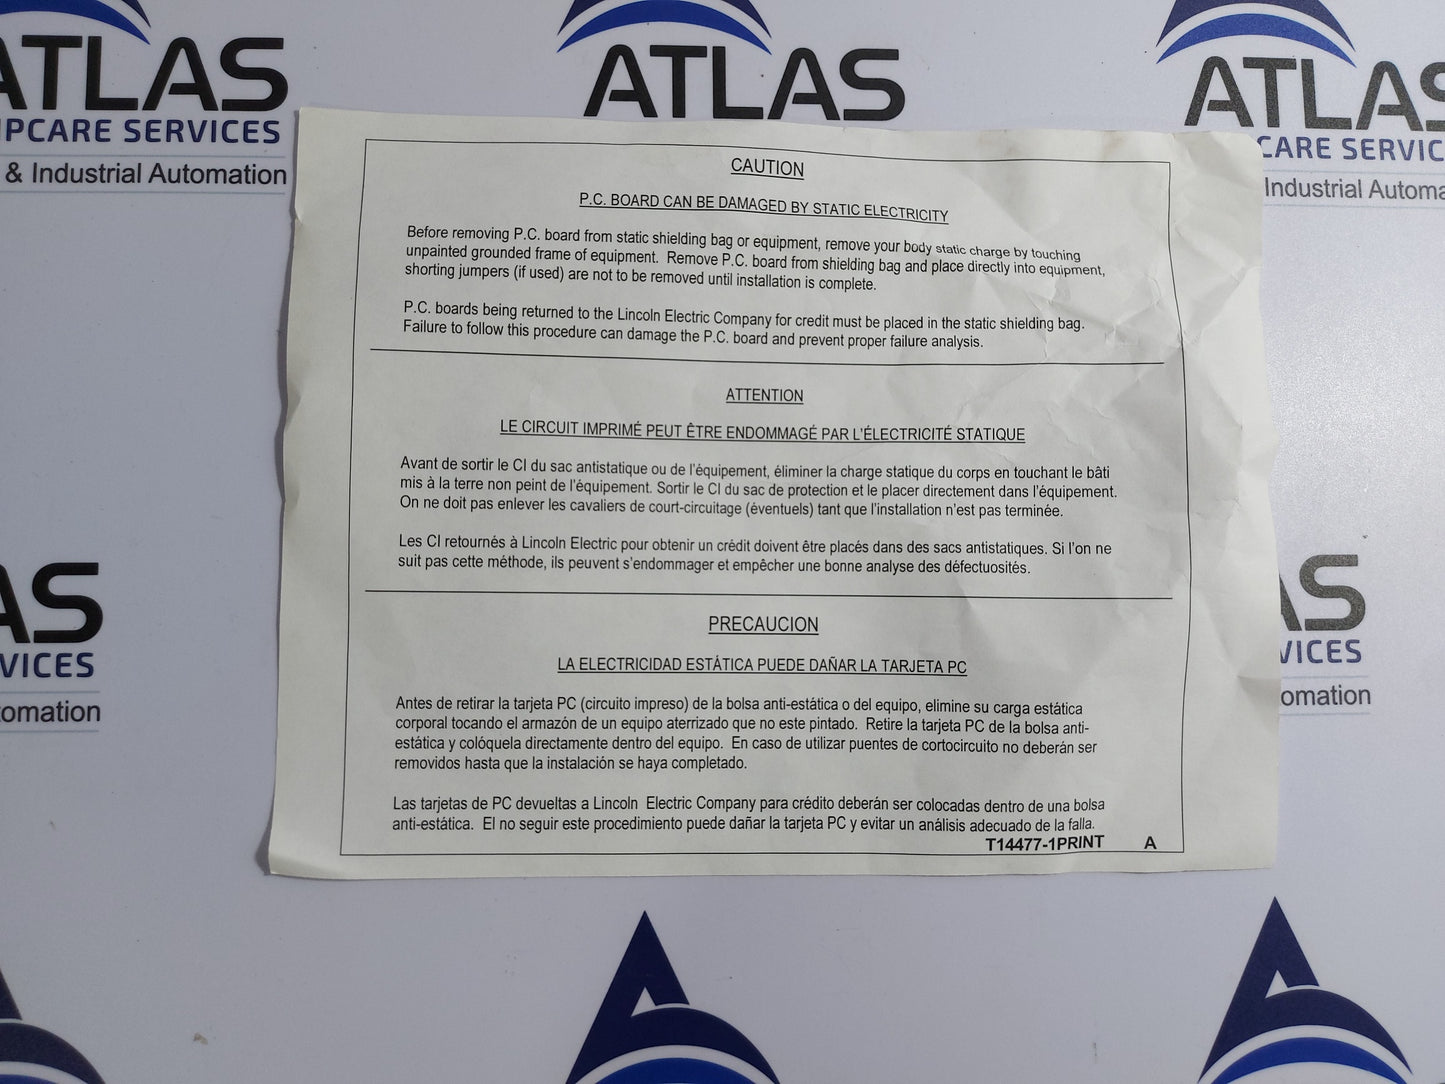 ATLAS
IPCARE SERVICES
& Industrial Automation
ATLAS
ATLAS
CARE SERVIC
Industrial Automa
CAUTION
P.C. BOARD CAN BE DAMAGED BY STATIC ELECTRICITY
Before removing P.C. board from static shielding bag or equipment, remove your body static charge by touching
unpainted grounded frame of equipment.  Remove P.C. board from shielding bag and place directly into equipment,
shorting jumpers (if used) are not to be removed until installation is complete.
P.C. boards being returned to the Lincoln Electric Company for credit must be placed in the static shielding bag.
Failure to follow this procedure can damage the P.C. board and prevent proper failure analysis.
ATTENTION
LE CIRCUIT IMPRIMÉ PEUT ÊTRE ENDOMMAGÉ PAR L'ÉLECTRICITÉ STATIQUE
Avant de sortir le CI du sac antistatique ou de l'équipement, éliminer la charge statique du corps en touchant le bâti
mis à la terre non peint de l'équipement. Sortir le CI du sac de protection et le placer directement dans l'équipement.
On ne doit pas enlever les cavaliers de court-circuitage (éventuels) tant que l'installation n'est pas terminée.
Les CI retournés à Lincoln Electric pour obtenir un crédit doivent être placés dans des sacs antistatiques. Si l'on ne
suit pas cette méthode, ils peuvent s'endommager et empêcher une bonne analyse des défectuosités.
PRECAUCION
LA ELECTRICIDAD ESTÁTICA PUEDE DAÑAR LA TARJETA PC
Antes de retirar la tarjeta PC (circuito impreso) de la bolsa anti-estática o del equipo, elimine su carga estática
corporal tocando el armazón de un equipo aterrizado que no este pintado.  Retire la tarjeta PC de la bolsa anti-
estática y colóquela directamente dentro del equipo.  En caso de utilizar puentes de cortocircuito no deberán ser
removidos hasta que la instalación se haya completado.
Las tarjetas de PC devueltas a Lincoln  Electric Company para crédito deberán ser colocadas dentro de una bolsa
anti-estática.  El no seguir este procedimiento puede dañar la tarjeta PC y evitar un análisis adecuado de la falla.
T14477-1PRINT A
AS
VICES
omation
AS
VICES
omation